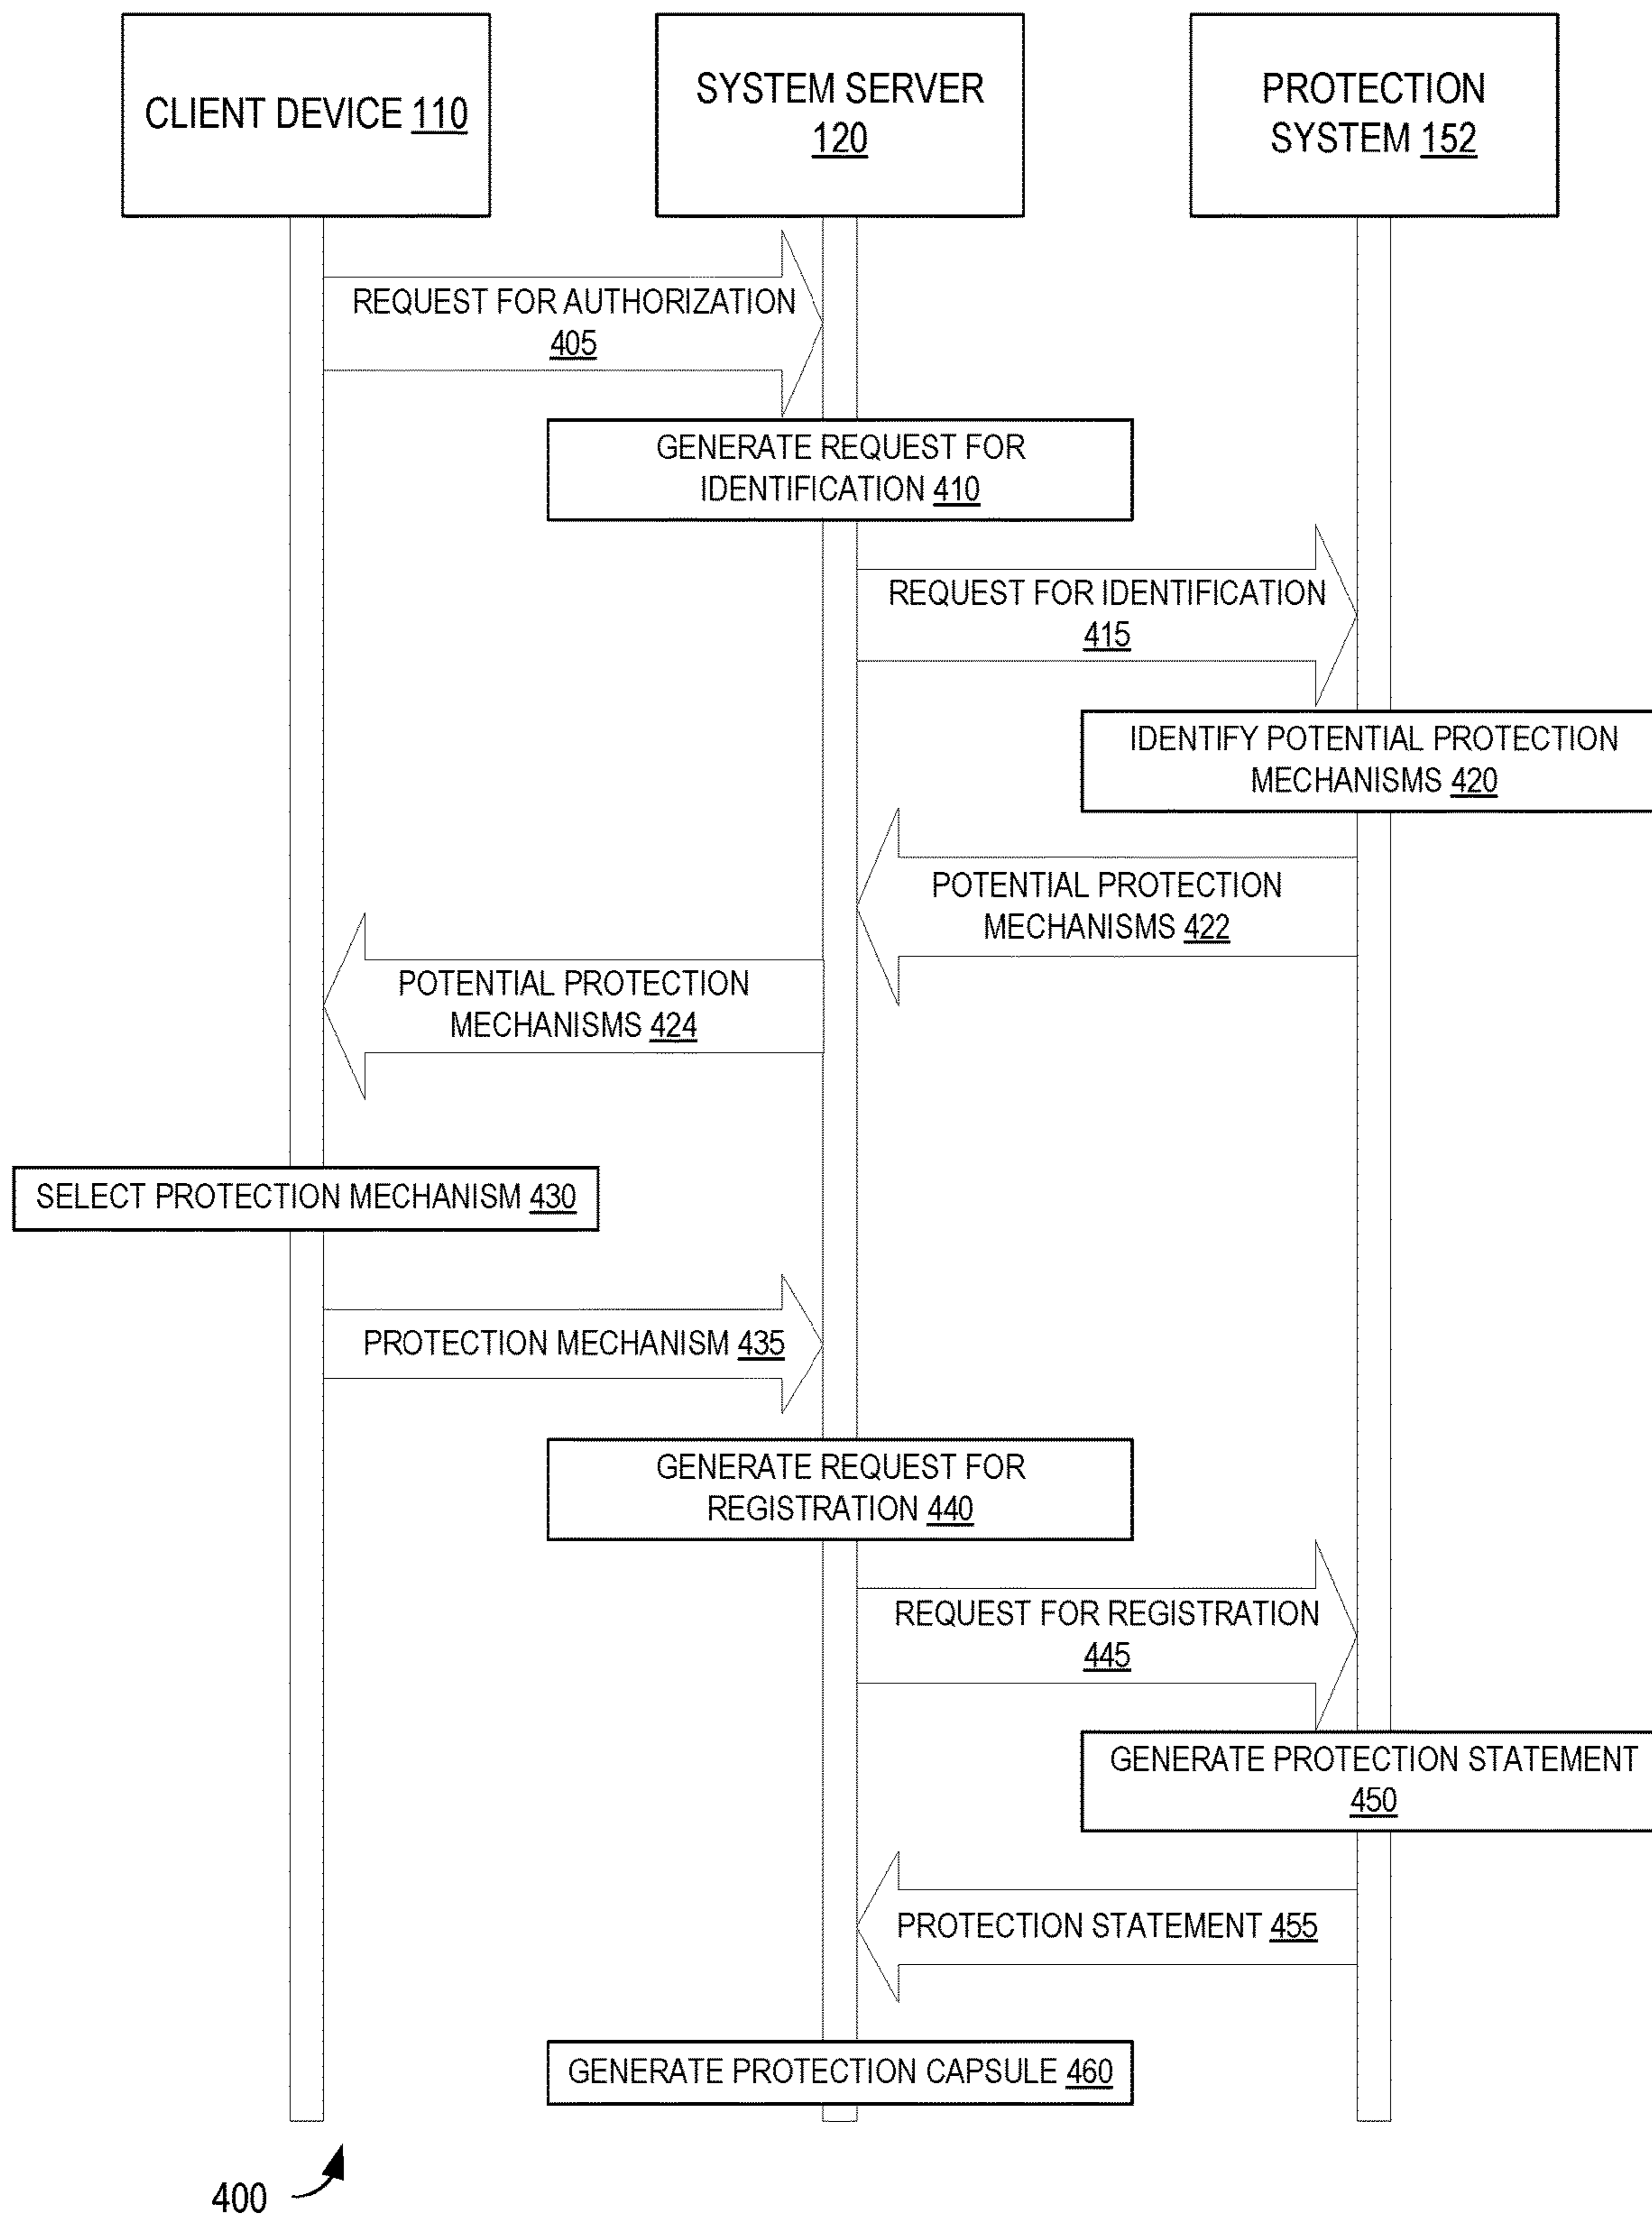 CLIENT DEVICE 110
SYSTEM SERVER
120
PROTECTION
SYSTEM 152
REQUEST FOR AUTHORIZATION
405
GENERATE REQUEST FOR
IDENTIFICATION 410
REQUEST FOR IDENTIFICATION
415
IDENTIFY POTENTIAL PROTECTION
MECHANISMS 420
POTENTIAL PROTECTION
MECHANISMS 422
POTENTIAL PROTECTION
MECHANISMS 424
SELECT PROTECTION MECHANISM 430
PROTECTION MECHANISM 435
GENERATE REQUEST FOR
REGISTRATION 440
REQUEST FOR REGISTRATION
445
GENERATE PROTECTION STATEMENT
450
PROTECTION STATEMENT 455
GENERATE PROTECTION CAPSULE 460
400